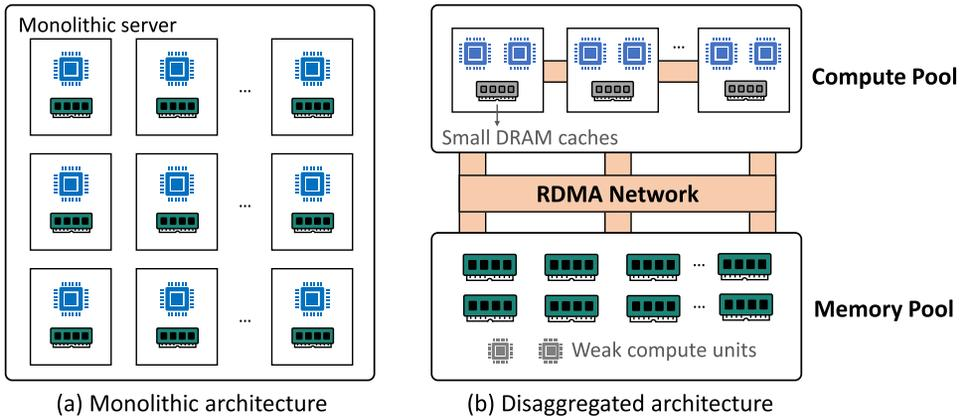 Monolithic server
...
...
...
(a) Monolithic architecture
...
Small DRAM caches
Compute Pool
RDMA Network
...
...
Memory Pool
Weak compute units
(b) Disaggregated architecture